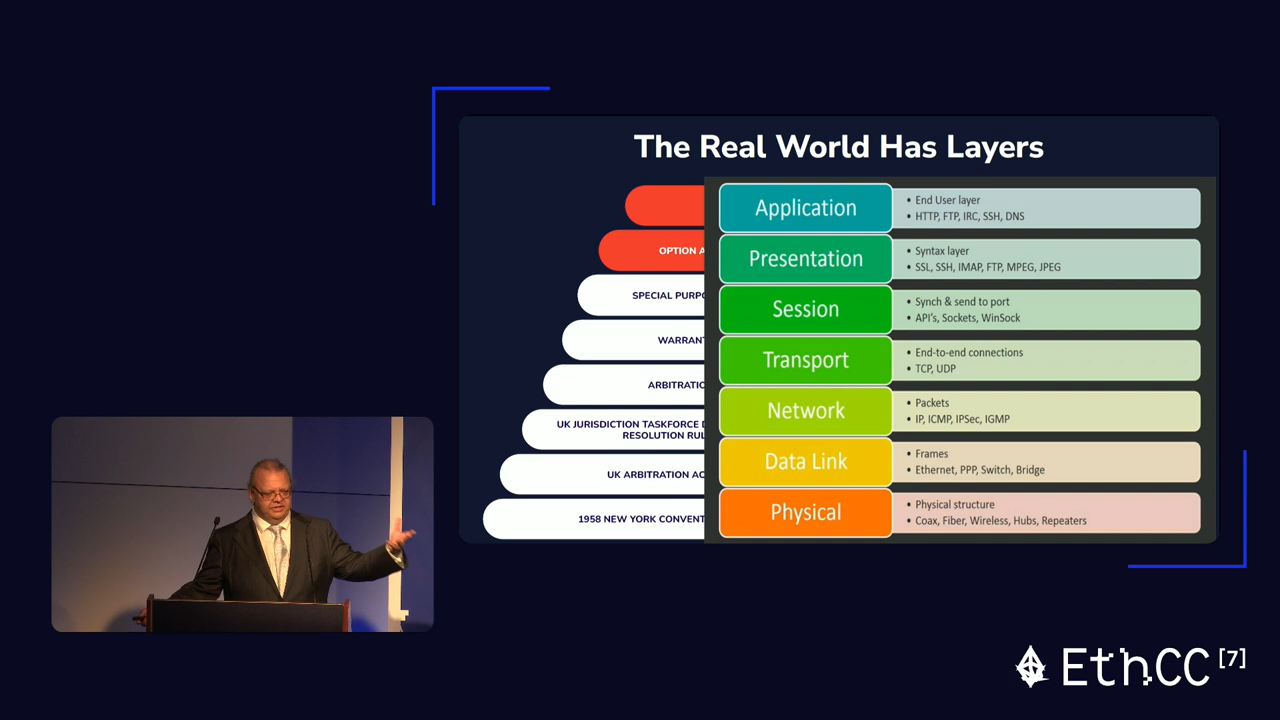 The Real World Has Layers
OPTION A
SPECIAL PURPO
WARRANT
ARBITRATIO
UK JURISDICTION TASKFORCE D
RESOLUTION RUL
UK ARBITRATION AC
1958 NEW YORK CONVENT
Application
• End User layer
• HTTP, FTP, IRC, SSH, DNS
Presentation
• Syntax layer
• SSL, SSH, IMAP, FTP, MPEG, JPEG
Session
• Synch & send to port
• API's, Sockets, WinSock
Transport
• End-to-end connections
• TCP, UDP
Network
• Packets
• IP, ICMP, IPSec, IGMP
Data Link
• Frames
• Ethernet, PPP, Switch, Bridge
Physical
• Physical structure
• Coax, Fiber, Wireless, Hubs, Repeaters
EthCC [7]